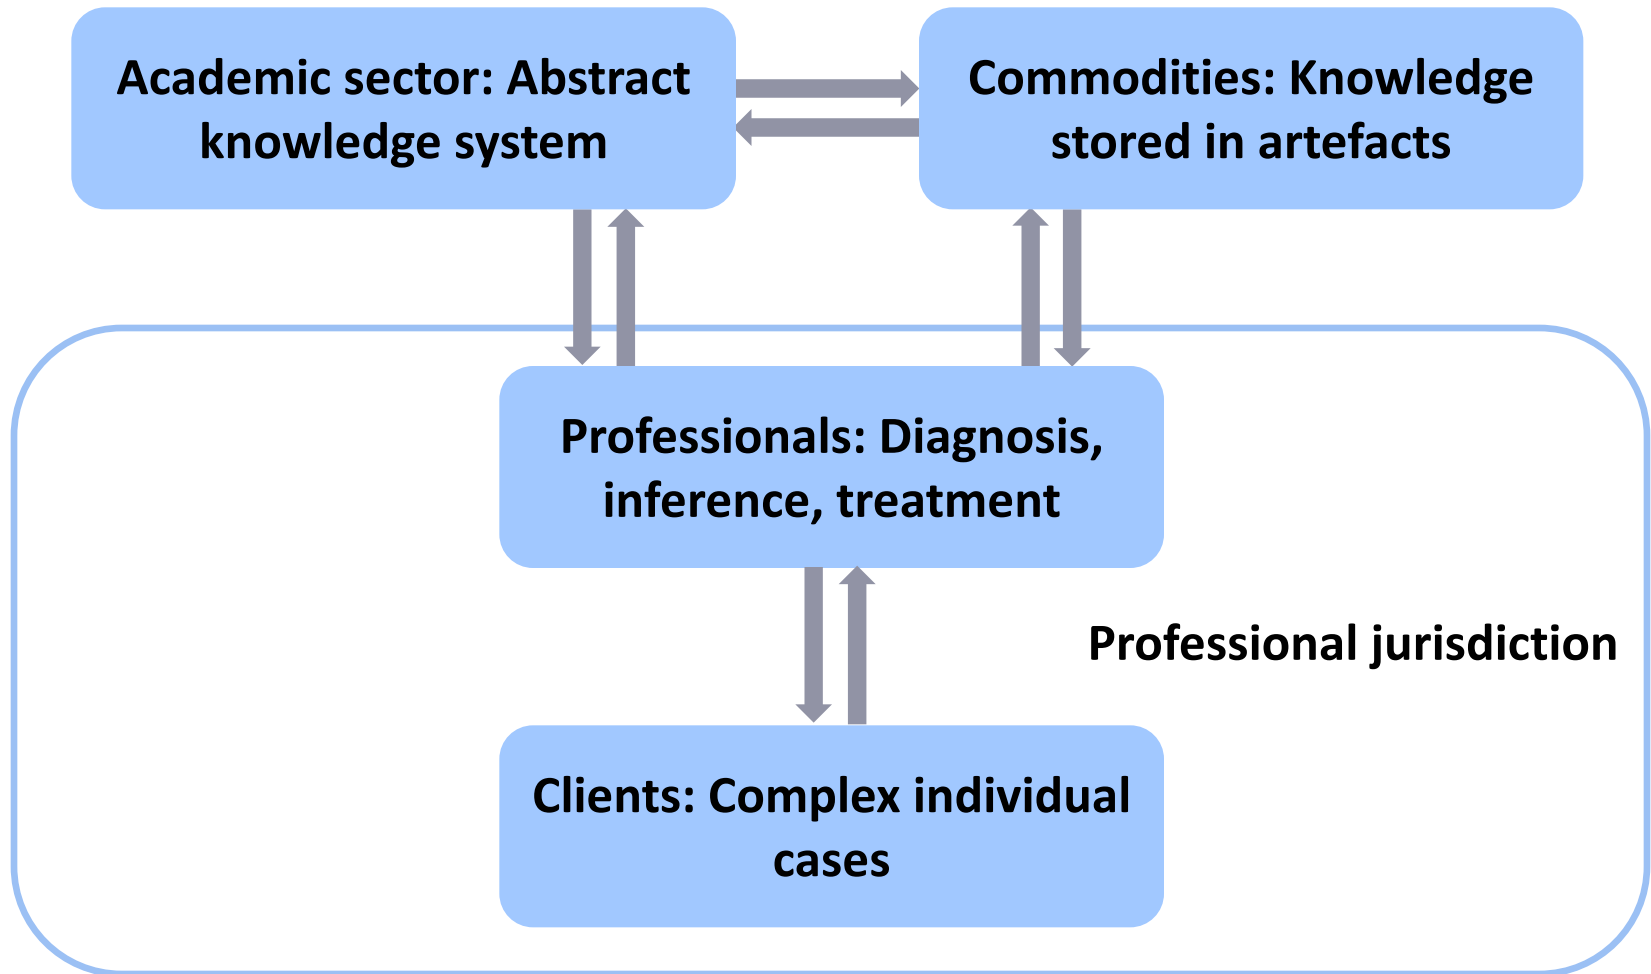 Academic sector: Abstract
knowledge system
Commodities: Knowledge
stored in artefacts
Professionals: Diagnosis,
inference, treatment
Professional jurisdiction
Clients: Complex individual
cases